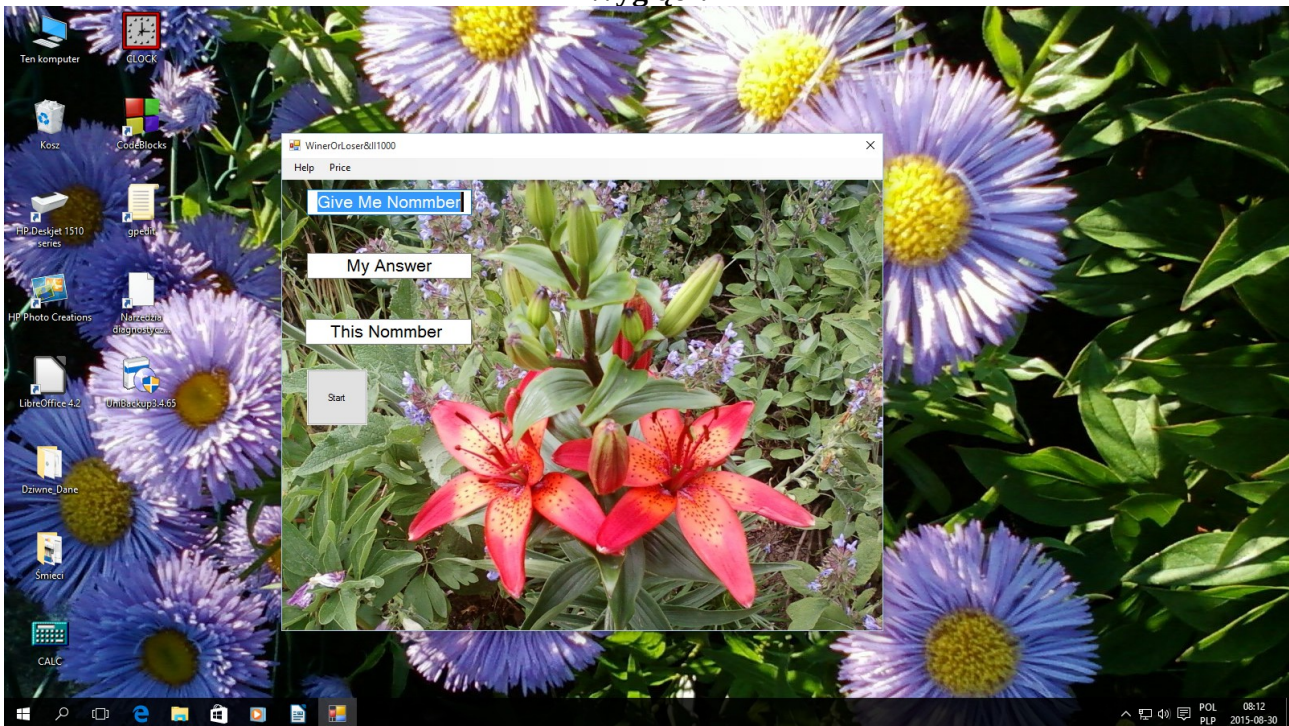 Ten komputer
CLOCK
Kosz
CodeBlocks
HP Deskjet 1510
series
gpedit
HP Photo Creations
Narzędzia
diagnostycz...
LibreOffice 4.2
UniBackup3.4.65
Dziwne_Dane
Śmieci
CALC
WinerOrLoser&III1000
Help Price
Give Me Nommber
My Answer
This Nommber
Start
POL
PLP
08:12
2015-08-30